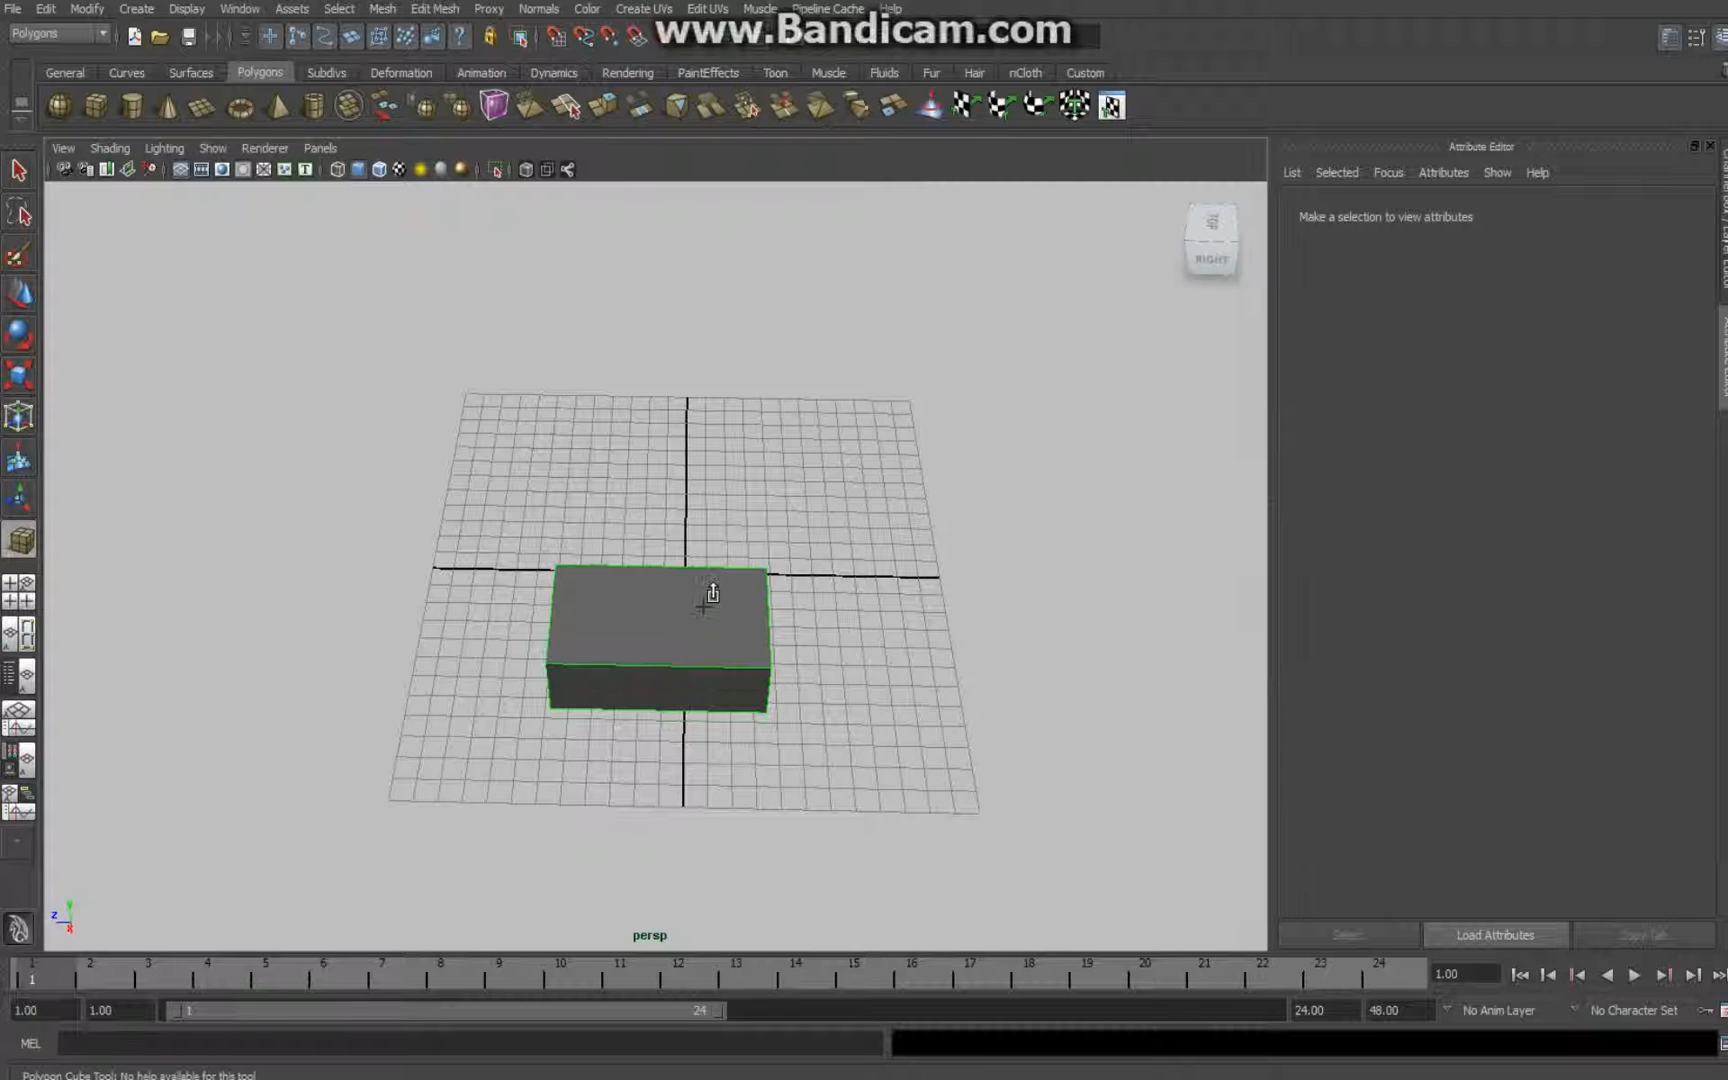 File Edit Modify Create Display Window Assets Select Mesh Edit Mesh Proxy Normals Color Create UVs Edit UVs Muscle Pipeline Cache Help
Polygons
www.Bandicam.com
General Curves Surfaces Polygons Subdivs Deformation Animation Dynamics Rendering PaintEffects Toon Muscle Fluids Fur Hair nCloth Custom
View Shading Lighting Show Renderer Panels
Attribute Editor
List Selected Focus Attributes Show Help
Make a selection to view attributes
TOP
RIGHT
persp
Y
Z
X
Select
Load Attributes
Copy Tab
1 2 3 4 5 6 7 8 9 10 11 12 13 14 15 16 17 18 19 20 21 22 23 24
1
1.00
1.00 1.00 1 24 24.00 48.00 No Anim Layer No Character Set
MEL
Polygon Cube Tool: No help available for this tool